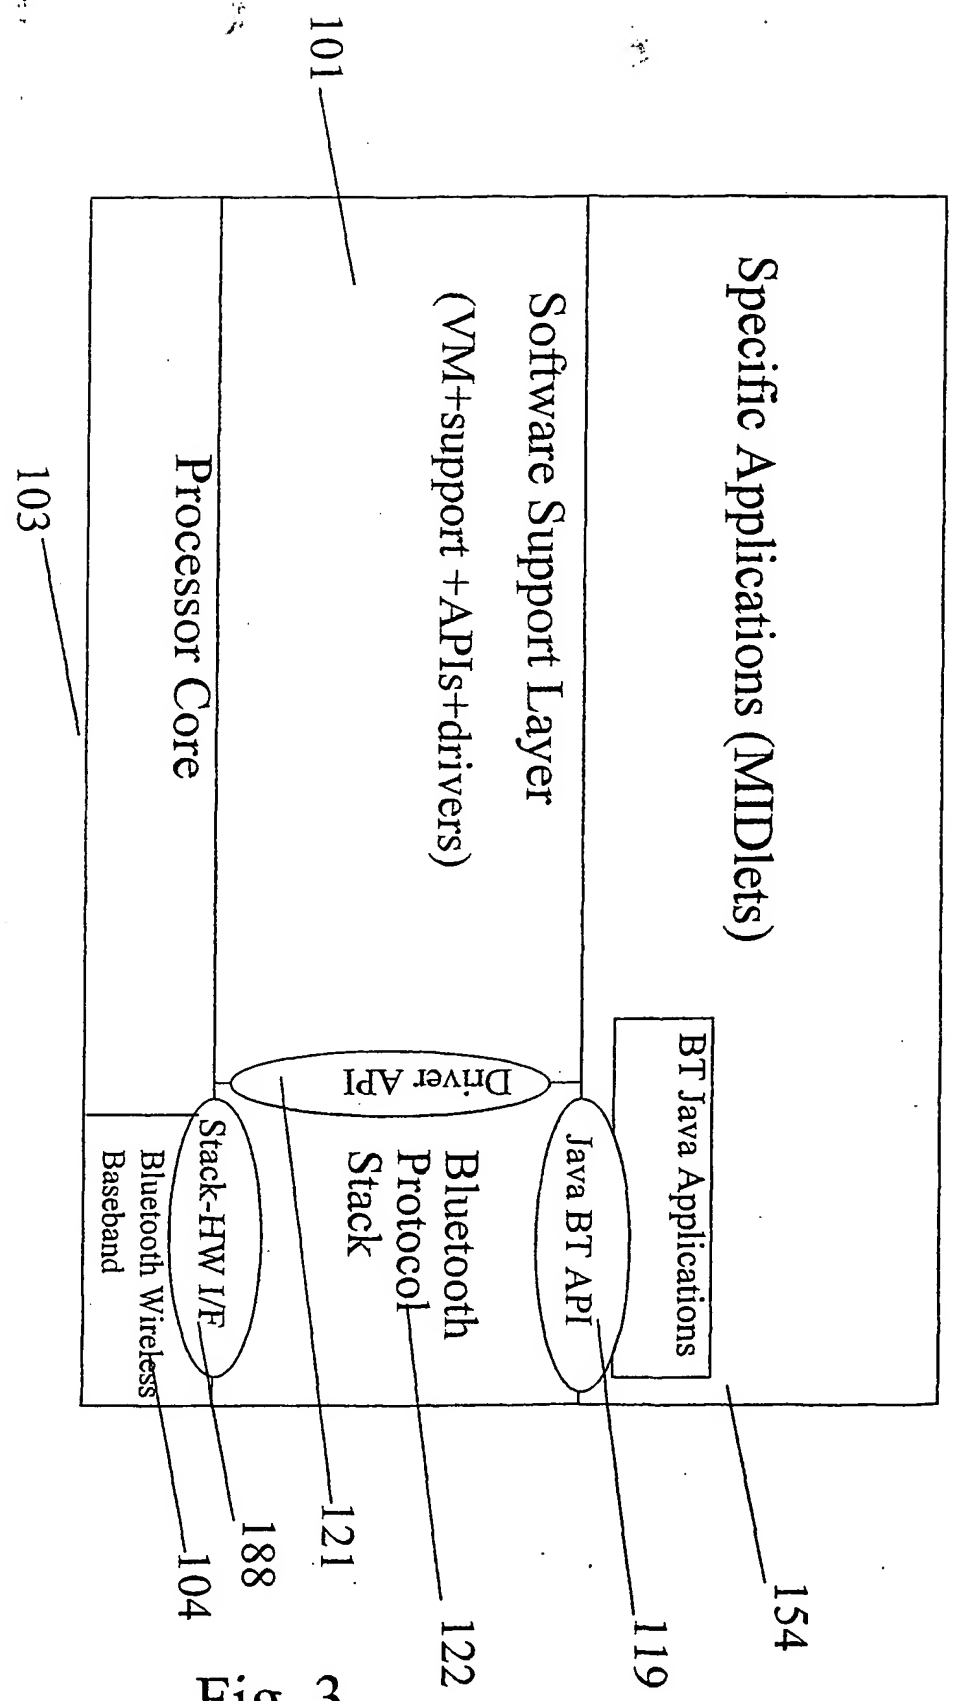 Specific Applications (MIDlets)
BT Java Applications
154
Java BT API
119
Software Support Layer
(VM+support +APIs+drivers)
101
Driver API
121
Bluetooth
Protocol
Stack
122
Stack-HW I/F
188
Processor Core
103
Bluetooth Wireless
Baseband
104
Fig. 3